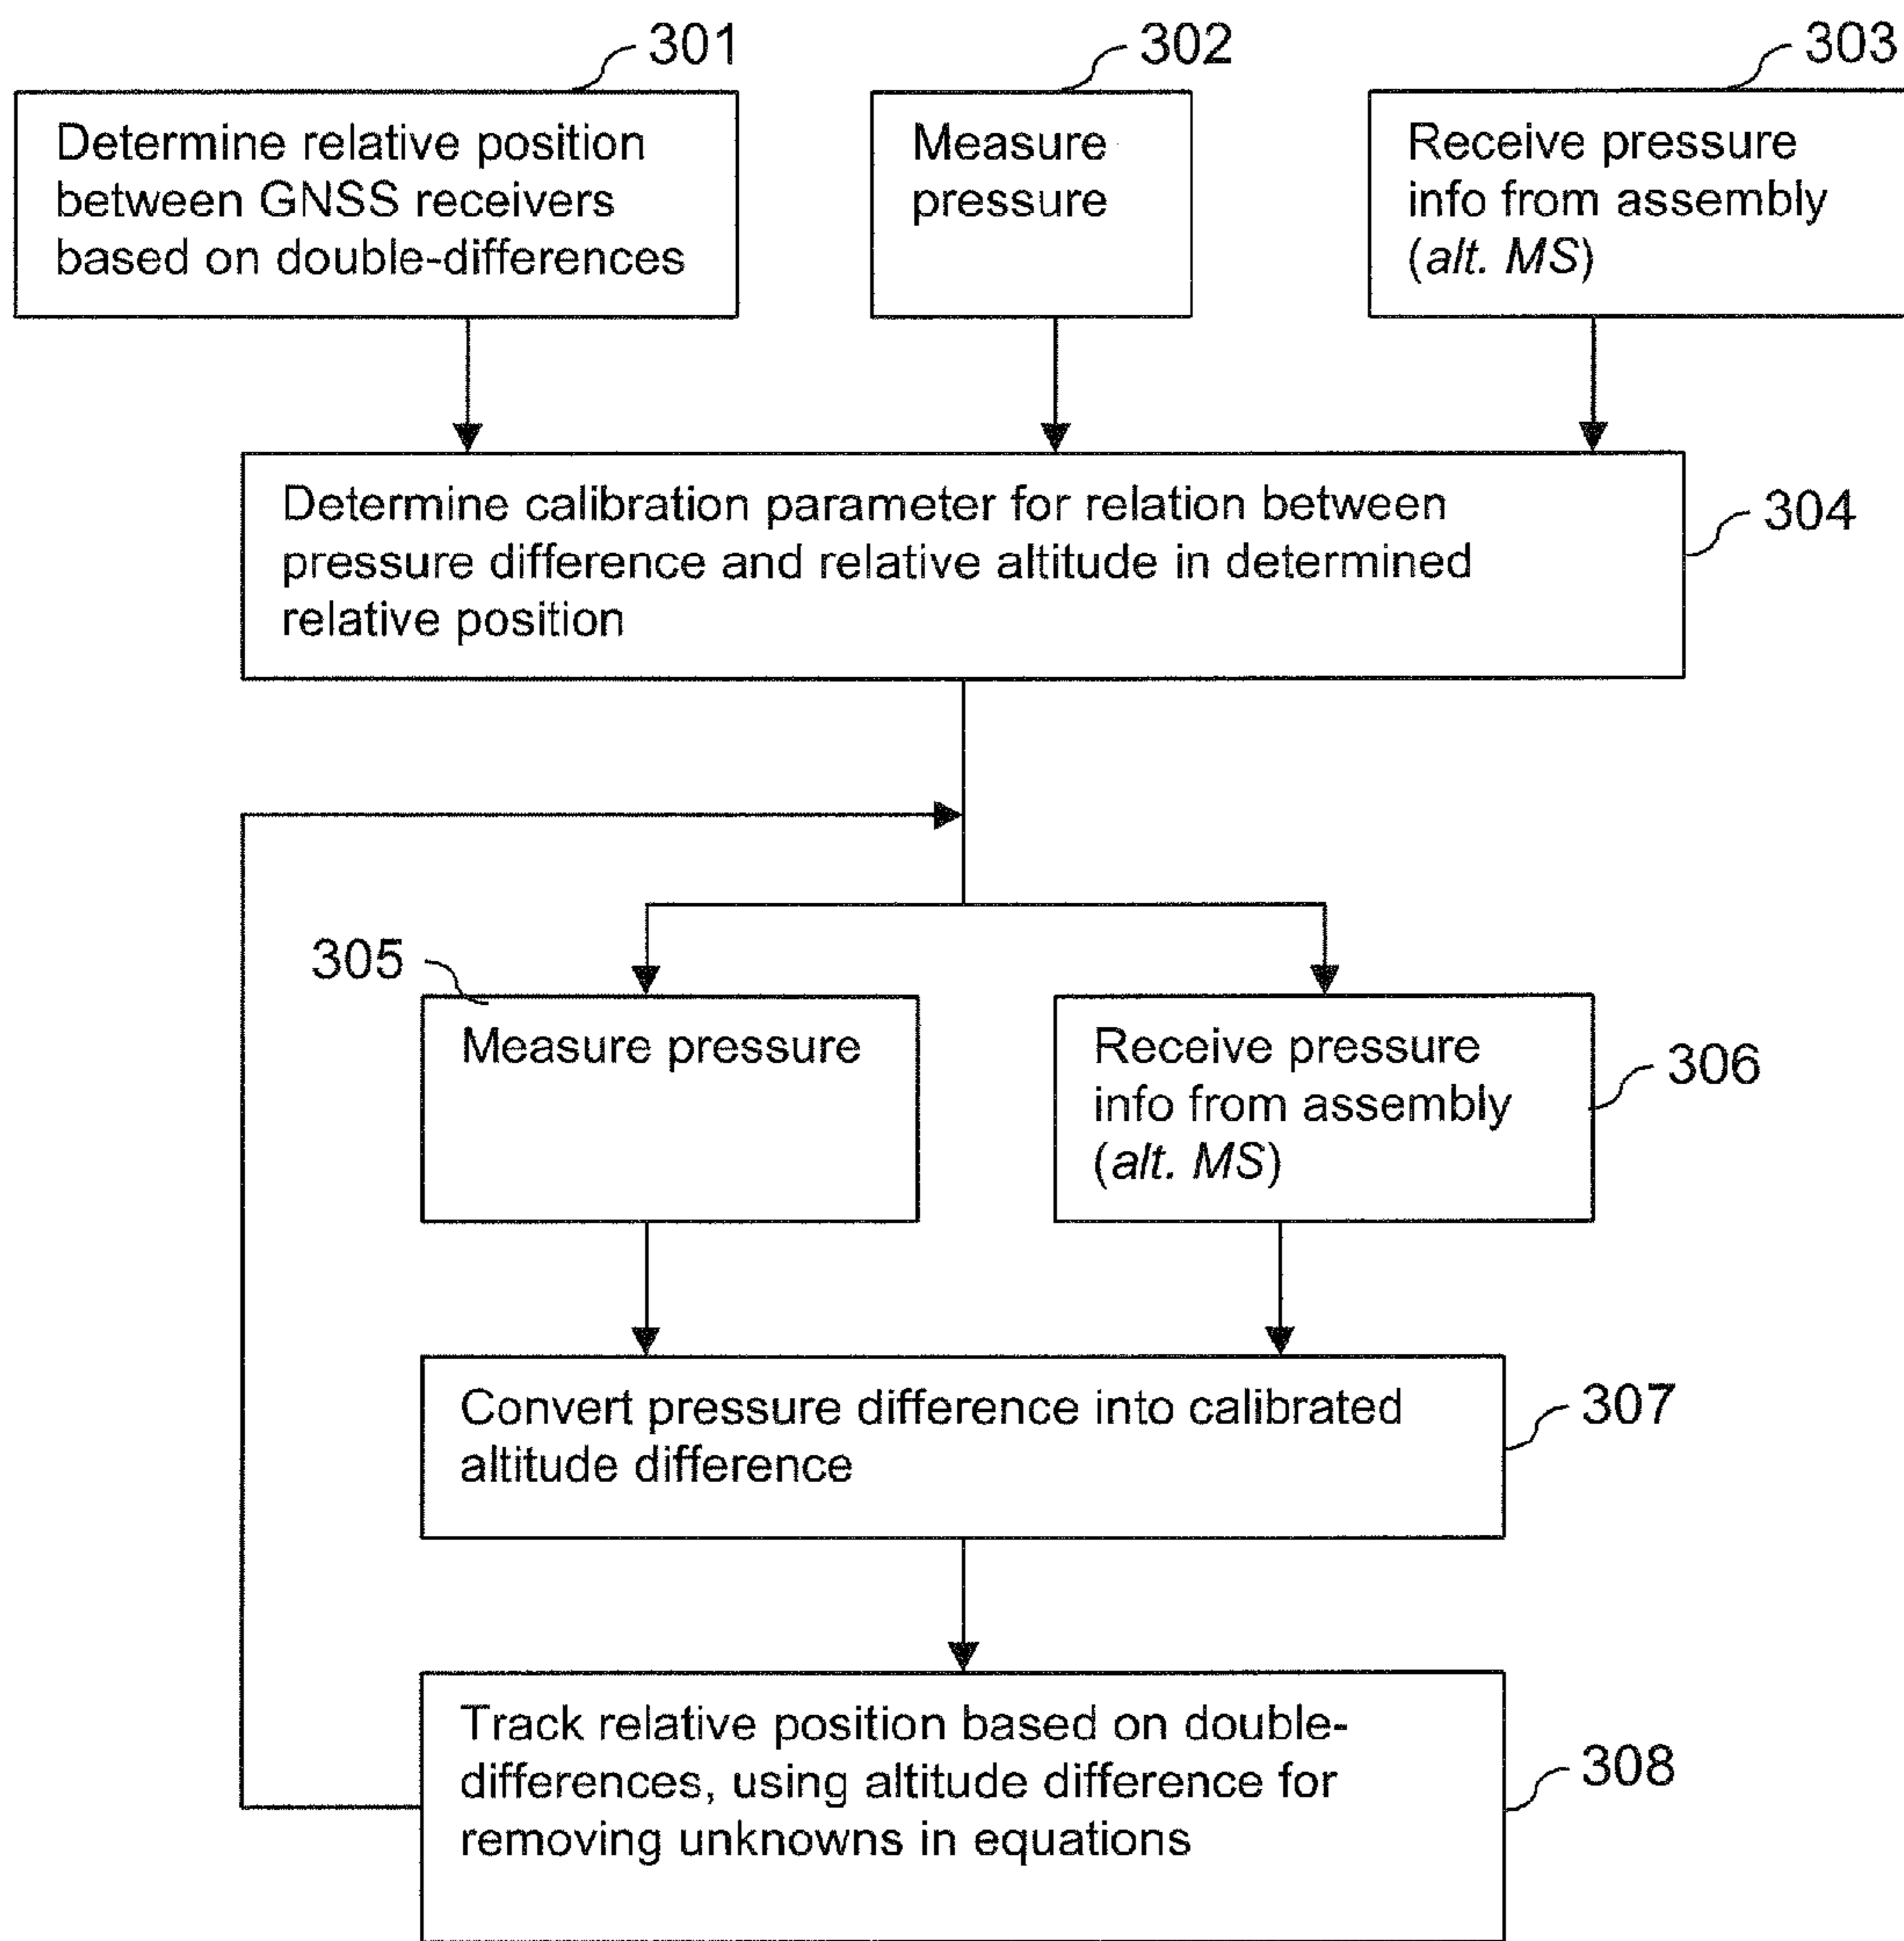 301
302
303
Determine relative position
between GNSS receivers
based on double-differences
Measure
pressure
Receive pressure
info from assembly
(alt. MS)
Determine calibration parameter for relation between
pressure difference and relative altitude in determined
relative position
304
305
Measure pressure
Receive pressure
info from assembly
(alt. MS)
306
Convert pressure difference into calibrated
altitude difference
307
Track relative position based on double-
differences, using altitude difference for
removing unknowns in equations
308